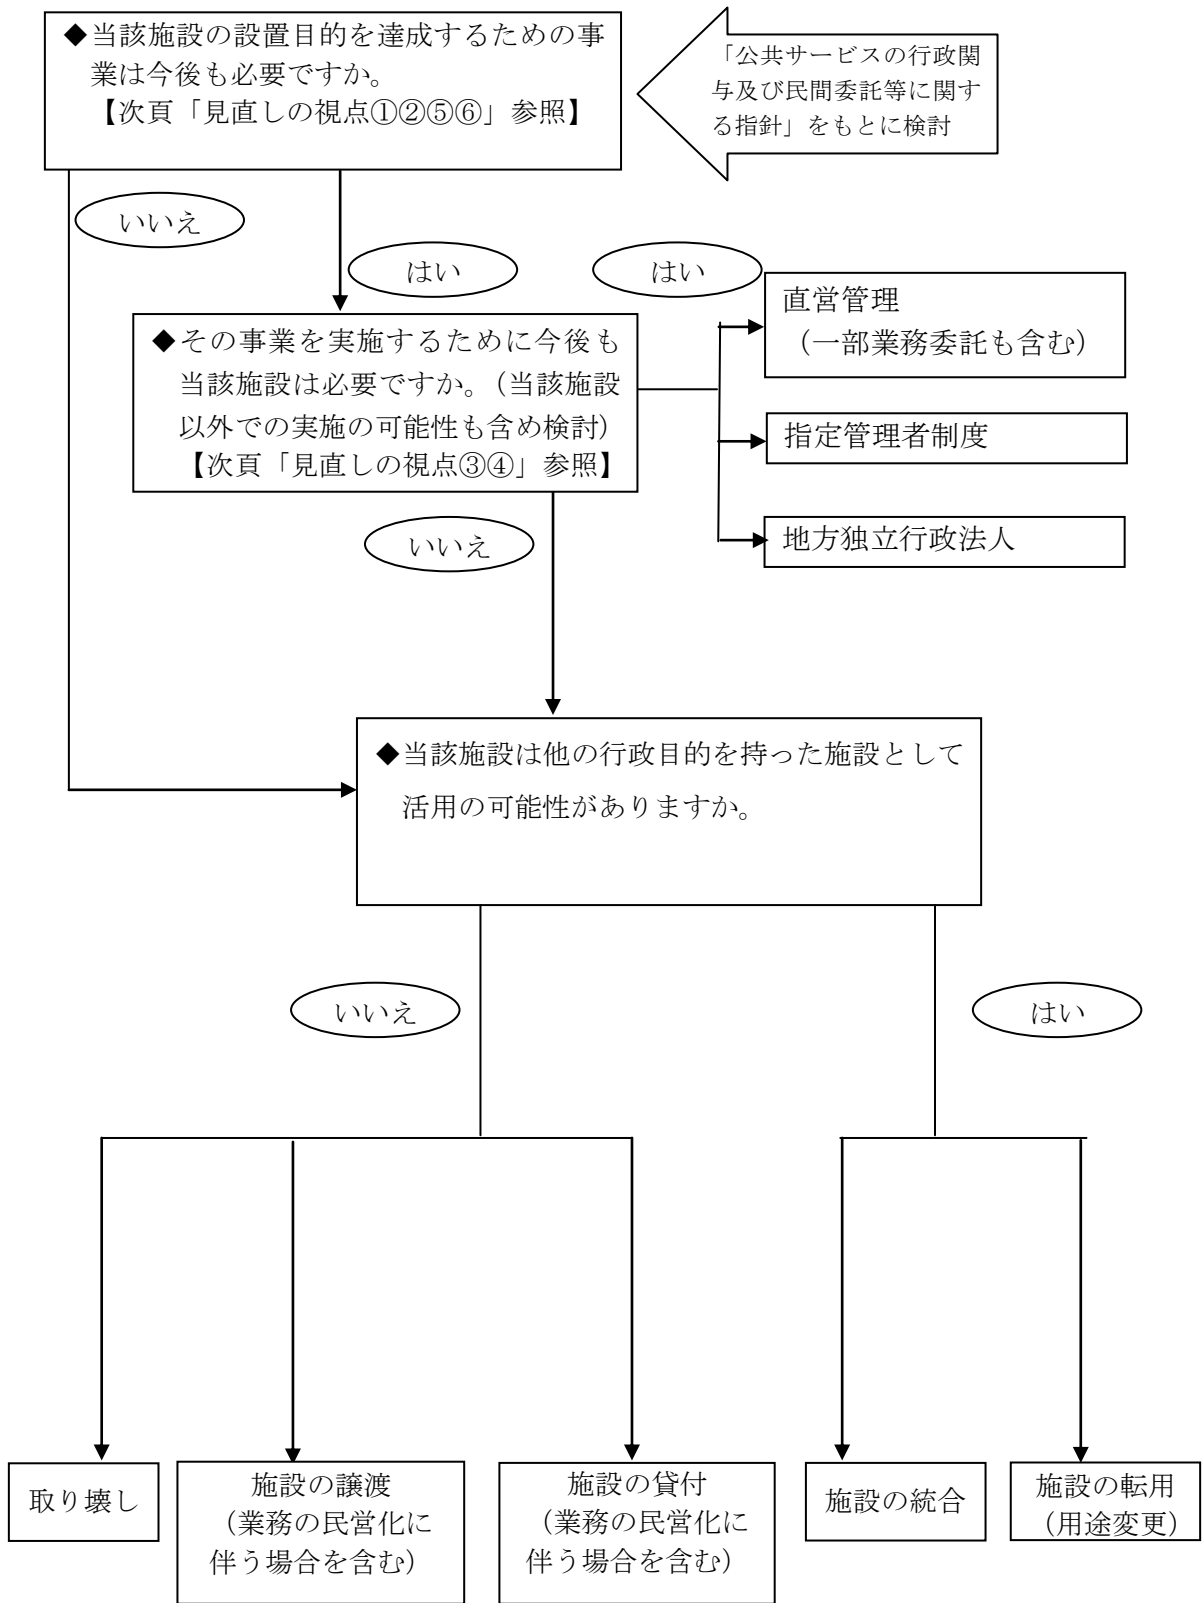 ◆当該施設の設置目的を達成するための事
業は今後も必要ですか。
【次頁「見直しの視点①②⑤⑥」参照】
「公共サービスの行政関
与及び民間委託等に関す
る指針」をもとに検討
いいえ
はい
はい
◆その事業を実施するために今後も
当該施設は必要ですか。（当該施設
以外での実施の可能性も含め検討）
【次頁「見直しの視点③④」参照】
直営管理
（一部業務委託も含む）
指定管理者制度
地方独立行政法人
いいえ
◆当該施設は他の行政目的を持った施設として
活用の可能性がありますか。
いいえ
はい
取り壊し
施設の譲渡
（業務の民営化に
伴う場合を含む）
施設の貸付
（業務の民営化に
伴う場合を含む）
施設の統合
施設の転用
（用途変更）